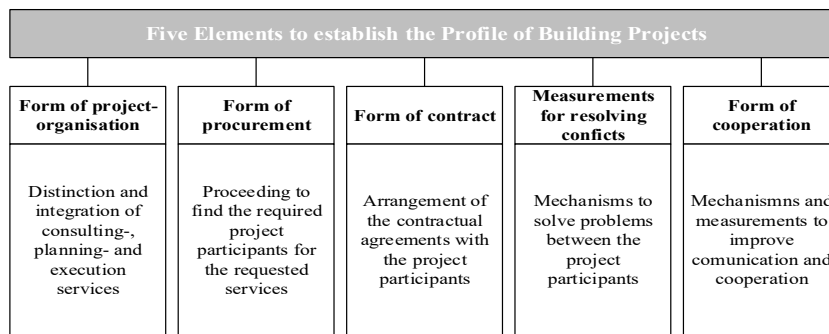 Five Elements to establish the Profile of Building Projects
Form of project-
organisation
Distinction and
integration of
consulting-,
planning- and
execution
services
Form of
procurement
Proceeding to
find the required
project
participants for
the requested
services
Form of contract
Arrangement of
the contractual
agreements with
the project
participants
Measurements
for resolving
conficts
Mechanisms to
solve problems
between the
project
participants
Form of
cooperation
Mechanismns and
measurements to
improve
comunication and
cooperation